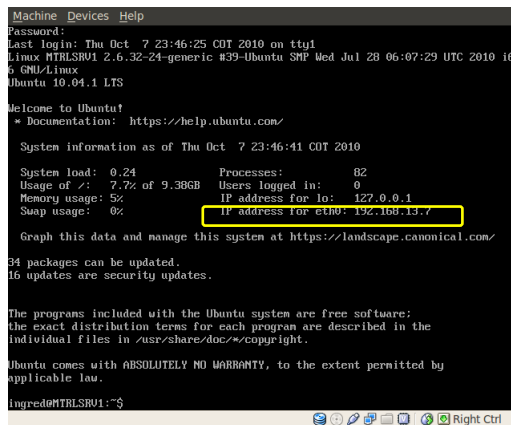 Machine Devices Help
Password:
Last login: Thu Oct  7 23:46:25 COT 2010 on tty1
Linux MTRLSRV1 2.6.32-24-generic #39-Ubuntu SMP Wed Jul 28 06:07:29 UTC 2010 i6
6 GNU/Linux
Ubuntu 10.04.1 LTS
Welcome to Ubuntu!
 * Documentation:  https://help.ubuntu.com/
System information as of Thu Oct  7 23:46:41 COT 2010
System load:  0.24    Processes:    82
Usage of /:   7.7% of 9.38GB    Users logged in:    0
Memory usage: 5%    IP address for lo:    127.0.0.1
Swap usage:   0%    IP address for eth0: 192.168.13.7
Graph this data and manage this system at https://landscape.canonical.com/
34 packages can be updated.
16 updates are security updates.
The programs included with the Ubuntu system are free software;
the exact distribution terms for each program are described in the
individual files in /usr/share/doc/*/copyright.
Ubuntu comes with ABSOLUTELY NO WARRANTY, to the extent permitted by
applicable law.
ingred@MTRLSRV1:~$
Right Ctrl